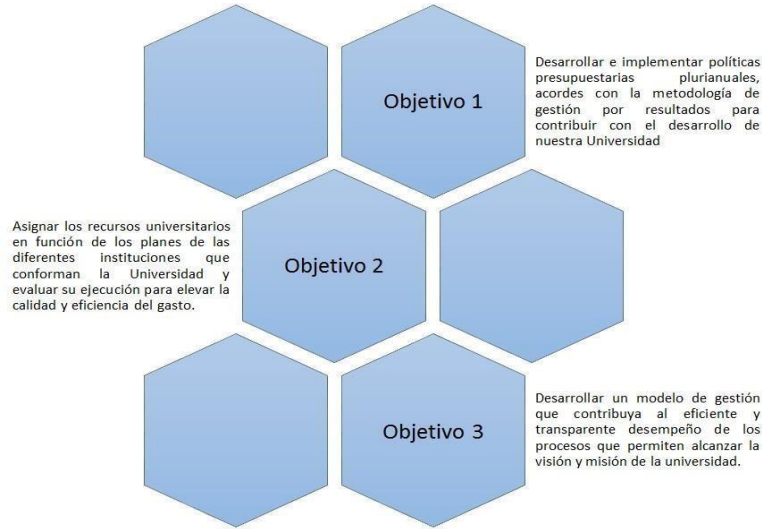 Objetivo 1
Desarrollar e implementar políticas
presupuestarias plurianuales,
acordes con la metodología de
gestión por resultados para
contribuir con el desarrollo de
nuestra Universidad
Asignar los recursos universitarios
en función de los planes de las
diferentes instituciones que
conforman la Universidad y
evaluar su ejecución para elevar la
calidad y eficiencia del gasto.
Objetivo 2
Objetivo 3
Desarrollar un modelo de gestión
que contribuya al eficiente y
transparente desempeño de los
procesos que permiten alcanzar la
visión y misión de la universidad.